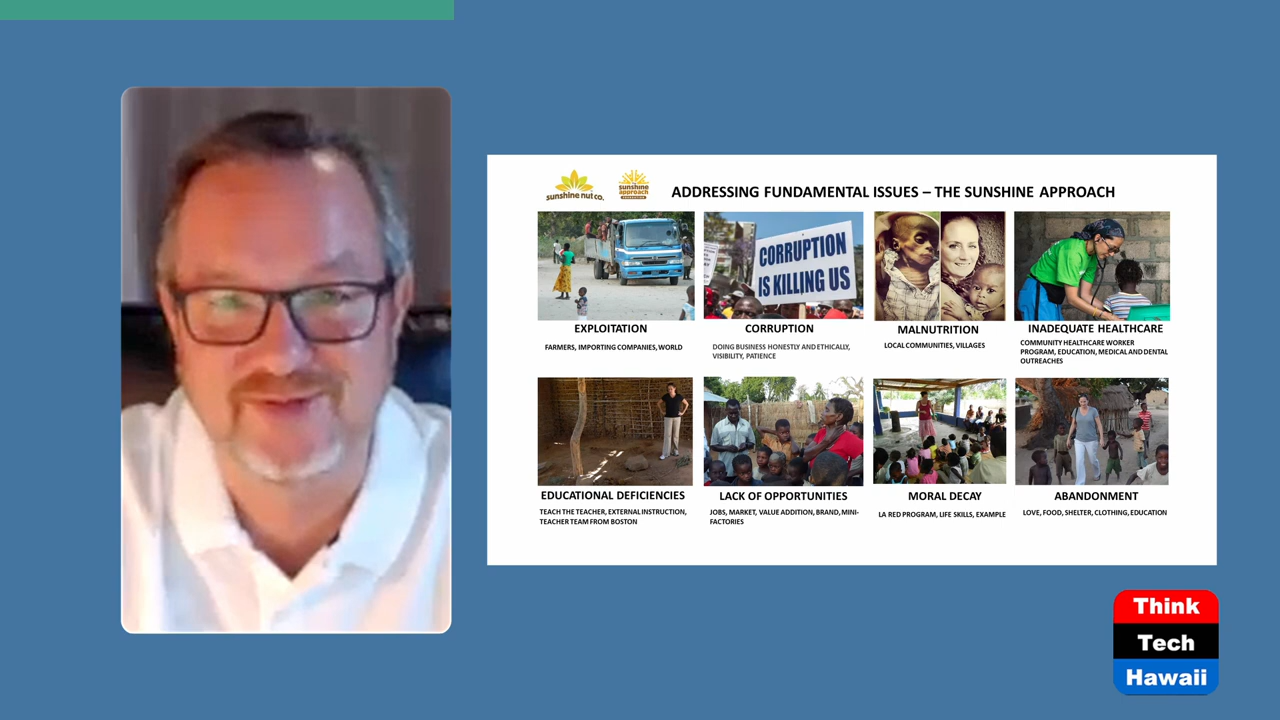 sunshine nut co.
sunshine
approach
FOUNDATION
ADDRESSING FUNDAMENTAL ISSUES – THE SUNSHINE APPROACH
CORRUPTION
IS KILLING US
EXPLOITATION
FARMERS, IMPORTING COMPANIES, WORLD
CORRUPTION
DOING BUSINESS HONESTLY AND ETHICALLY,
VISIBILITY, PATIENCE
MALNUTRITION
LOCAL COMMUNITIES, VILLAGES
INADEQUATE HEALTHCARE
COMMUNITY HEALTHCARE WORKER
PROGRAM, EDUCATION, MEDICAL AND DENTAL
OUTREACHES
EDUCATIONAL DEFICIENCIES
TEACH THE TEACHER, EXTERNAL INSTRUCTION,
TEACHER TEAM FROM BOSTON
LACK OF OPPORTUNITIES
JOBS, MARKET, VALUE ADDITION, BRAND, MINI-
FACTORIES
MORAL DECAY
LA RED PROGRAM, LIFE SKILLS, EXAMPLE
ABANDONMENT
LOVE, FOOD, SHELTER, CLOTHING, EDUCATION
Think
Tech
Hawaii